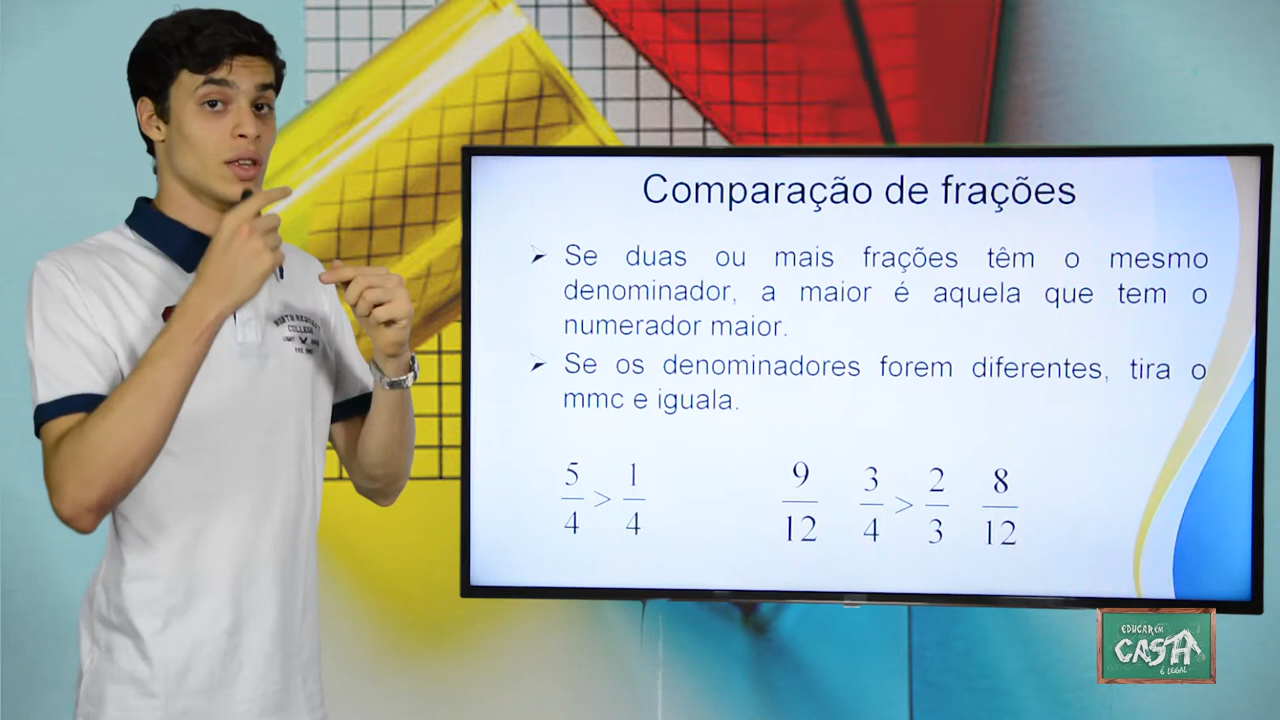 Comparação de frações
➢ Se duas ou mais frações têm o mesmo
denominador, a maior é aquela que tem o
numerador maior.
➢ Se os denominadores forem diferentes, tira o
mmc e iguala.
5/4 > 1/4
9/12 3/4 > 2/3 8/12
COLLEGE
EDUCAR EM
CASA
É LEGAL